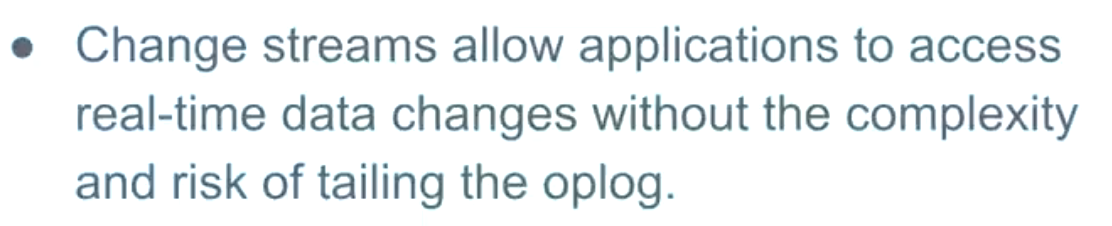 ● Change streams allow applications to access
real-time data changes without the complexity
and risk of tailing the oplog.